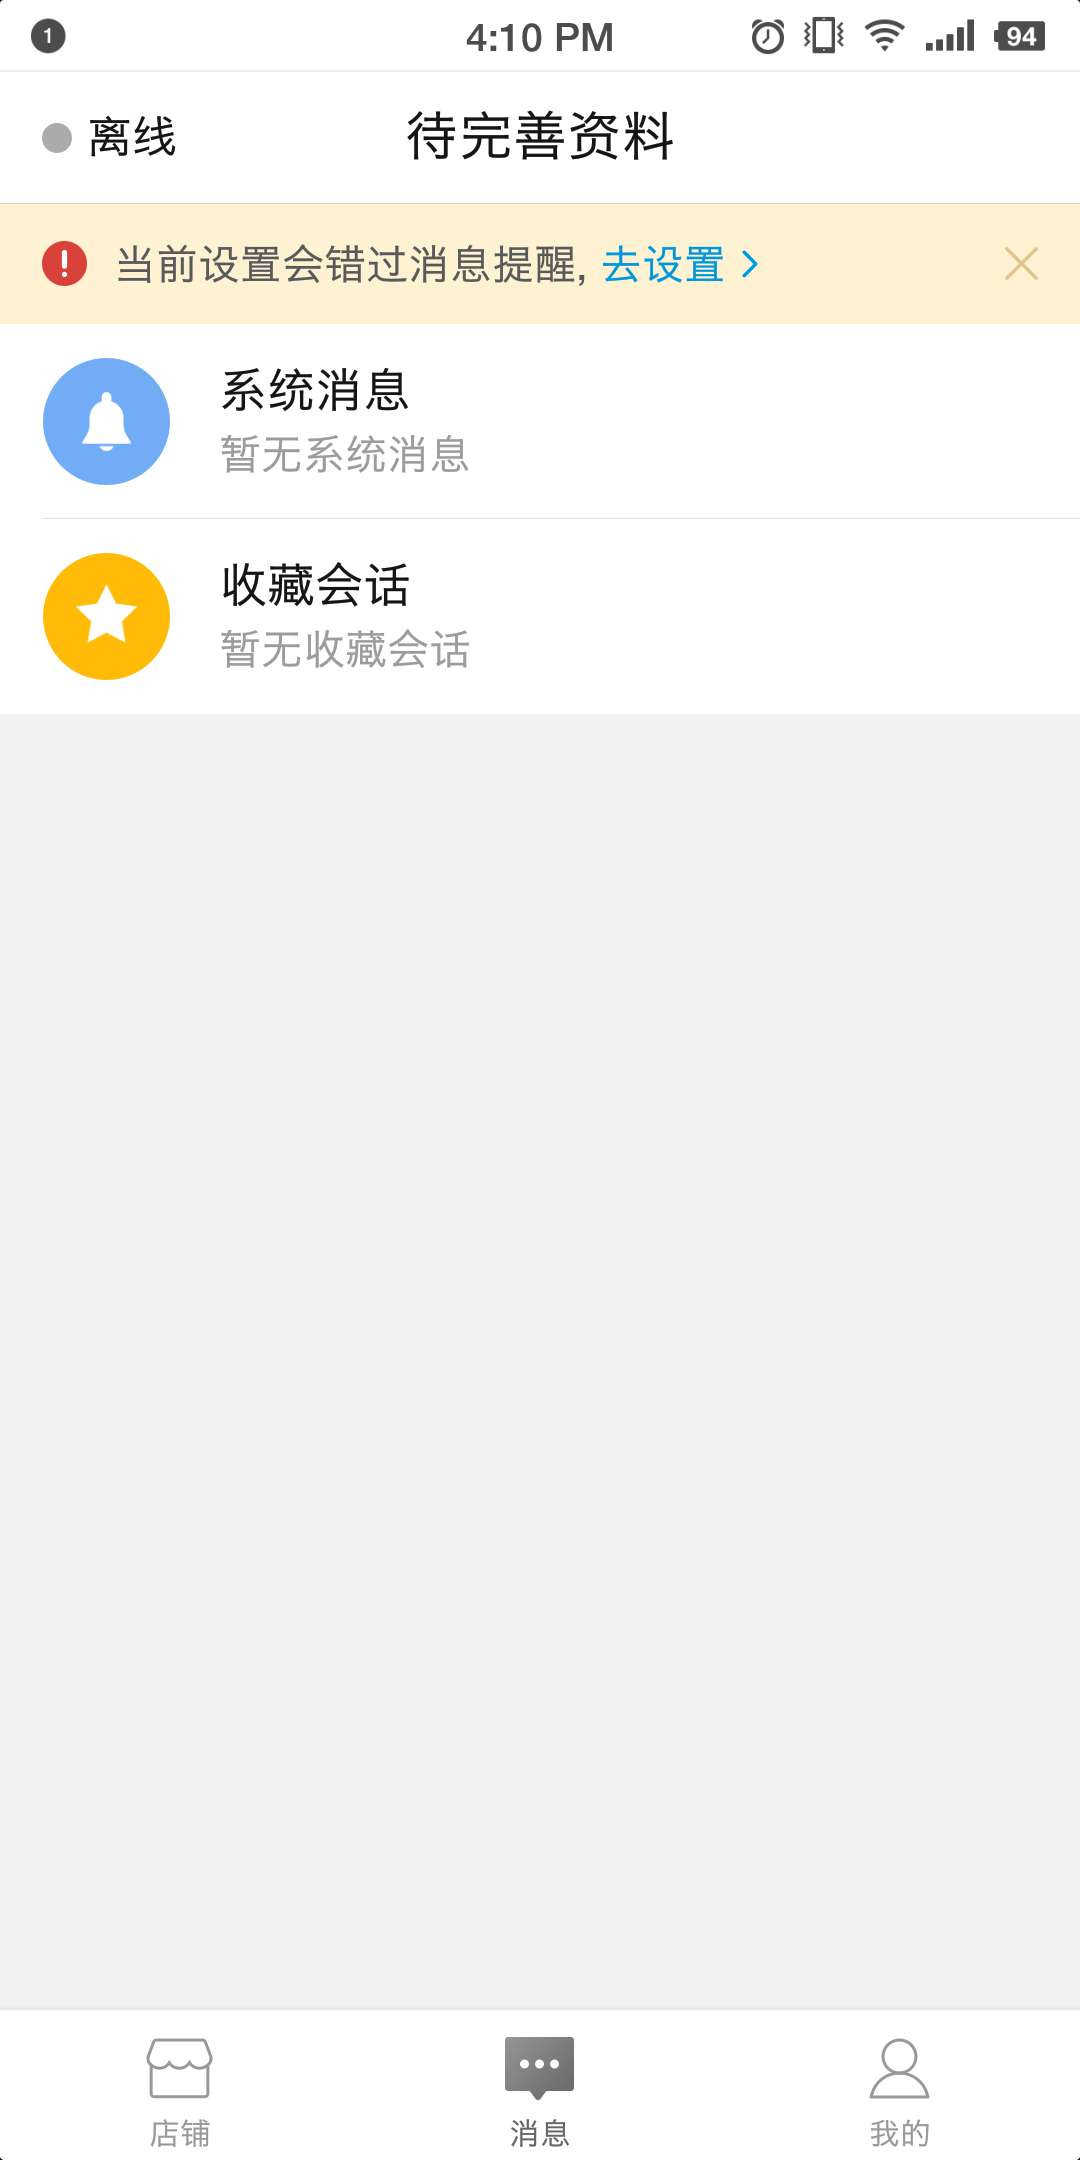 1
4:10 PM
94
离线
待完善资料
当前设置会错过消息提醒, 去设置
系统消息
暂无系统消息
收藏会话
暂无收藏会话
店铺
消息
我的